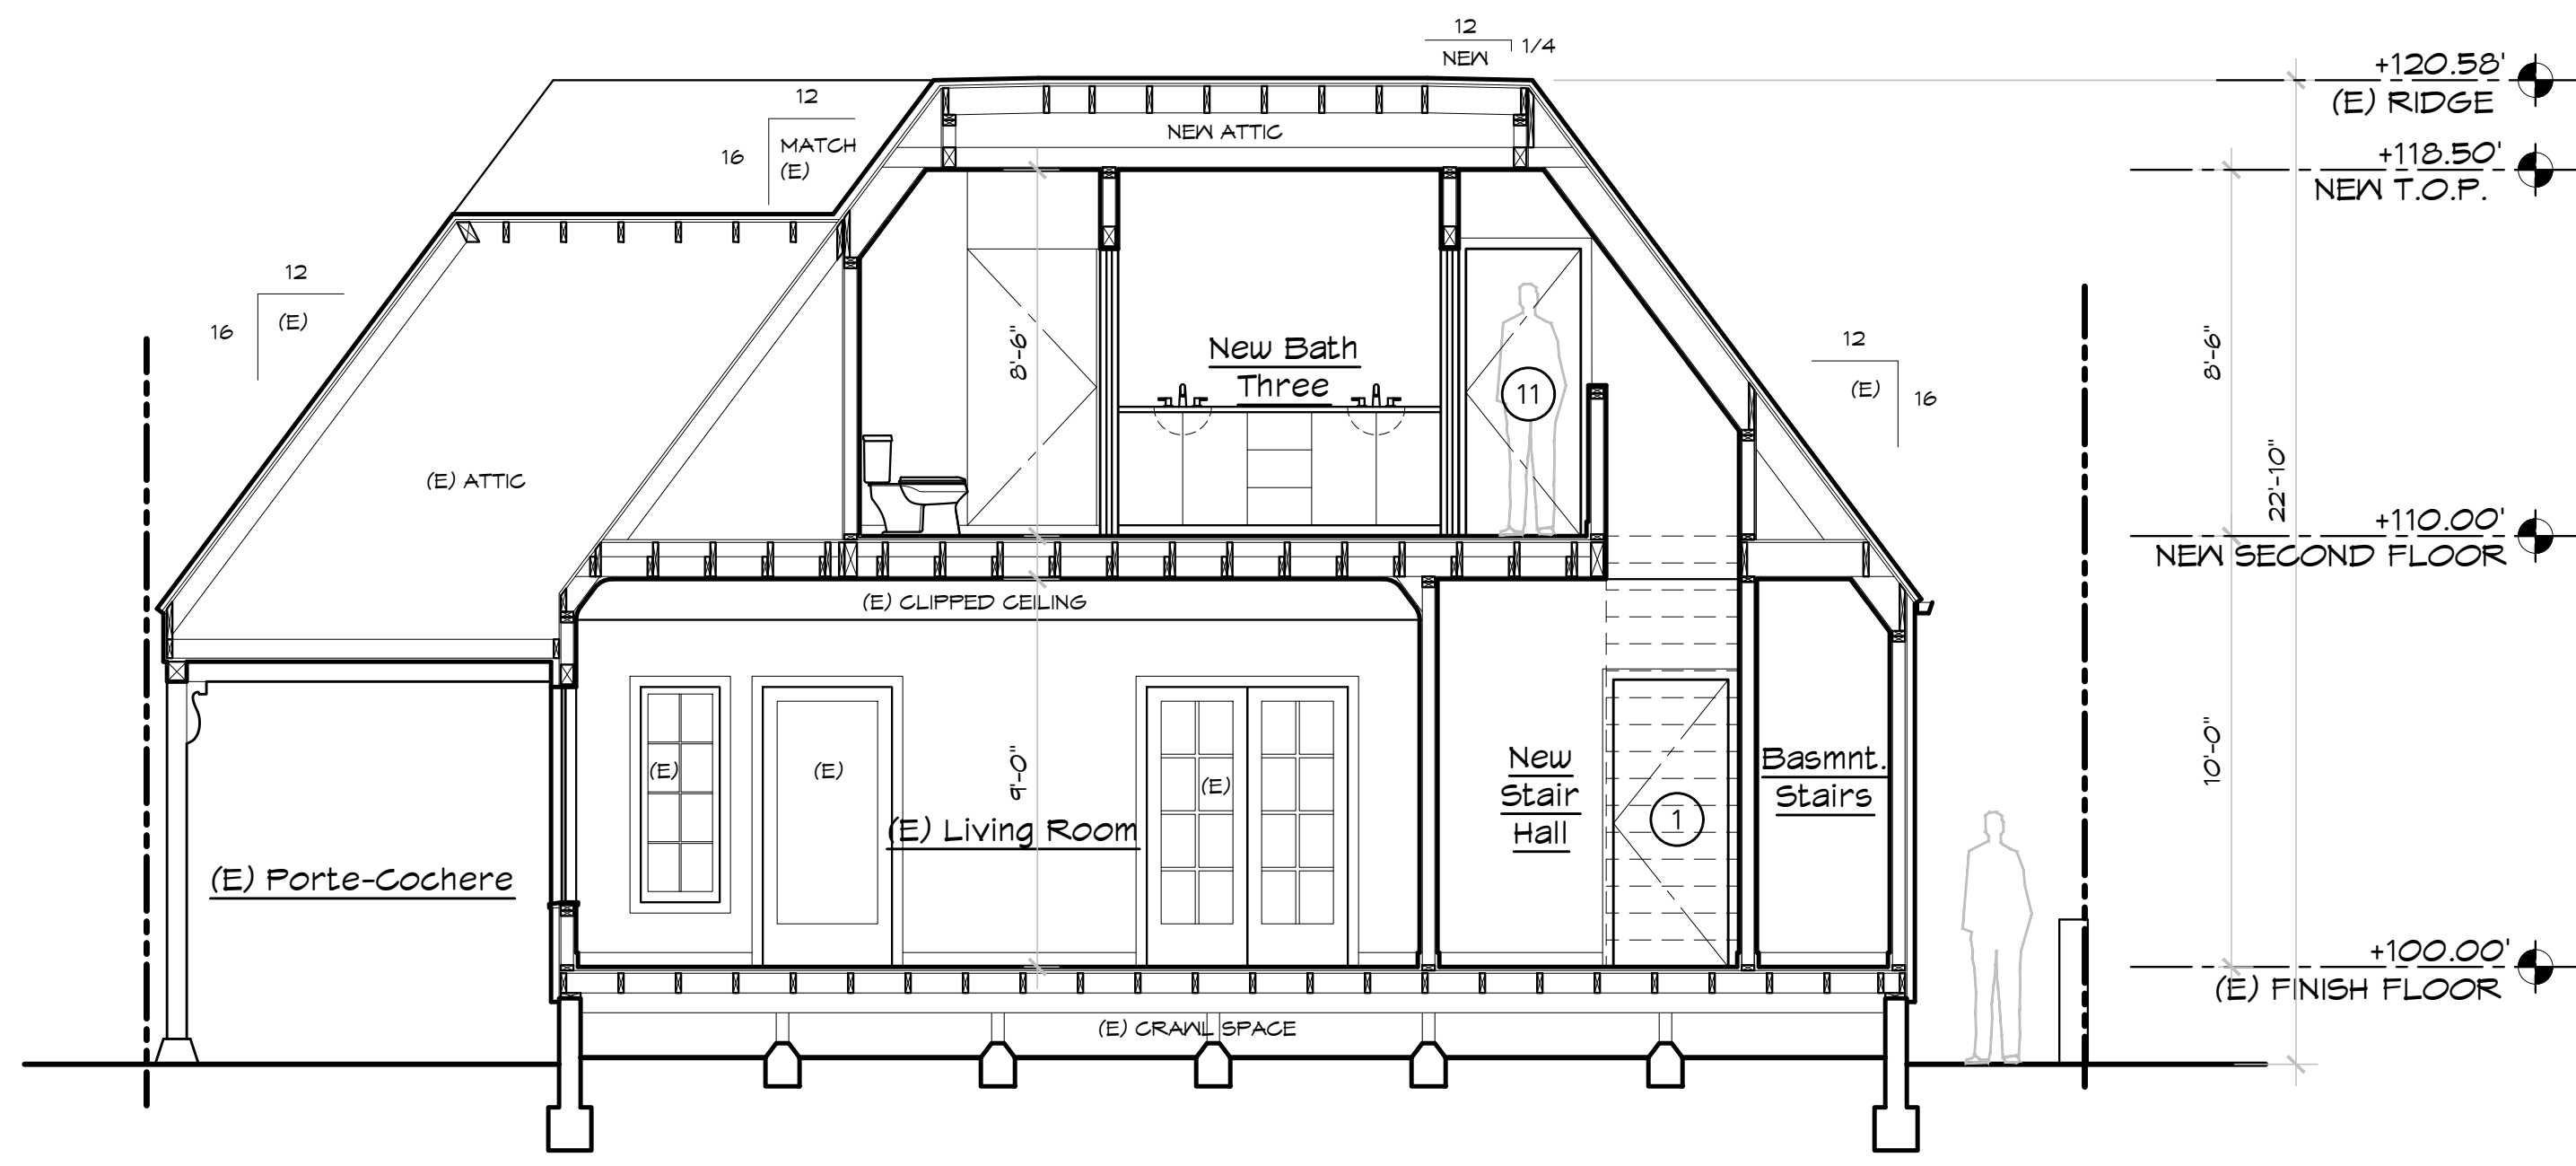 12
NEW
1/4
+120.58'
(E) RIDGE
12
16
MATCH
(E)
NEW ATTIC
+118.50'
NEW T.O.P.
12
16
(E)
8'-6"
New Bath
Three
11
12
(E)
16
8'-6"
22'-10"
(E) ATTIC
+110.00'
NEW SECOND FLOOR
(E) CLIPPED CEILING
(E)
(E)
(E)
9'-0"
(E) Living Room
New
Stair
Hall
1
Basmnt.
Stairs
10'-0"
(E) Porte-Cochere
+100.00'
(E) FINISH FLOOR
(E) CRAWL SPACE